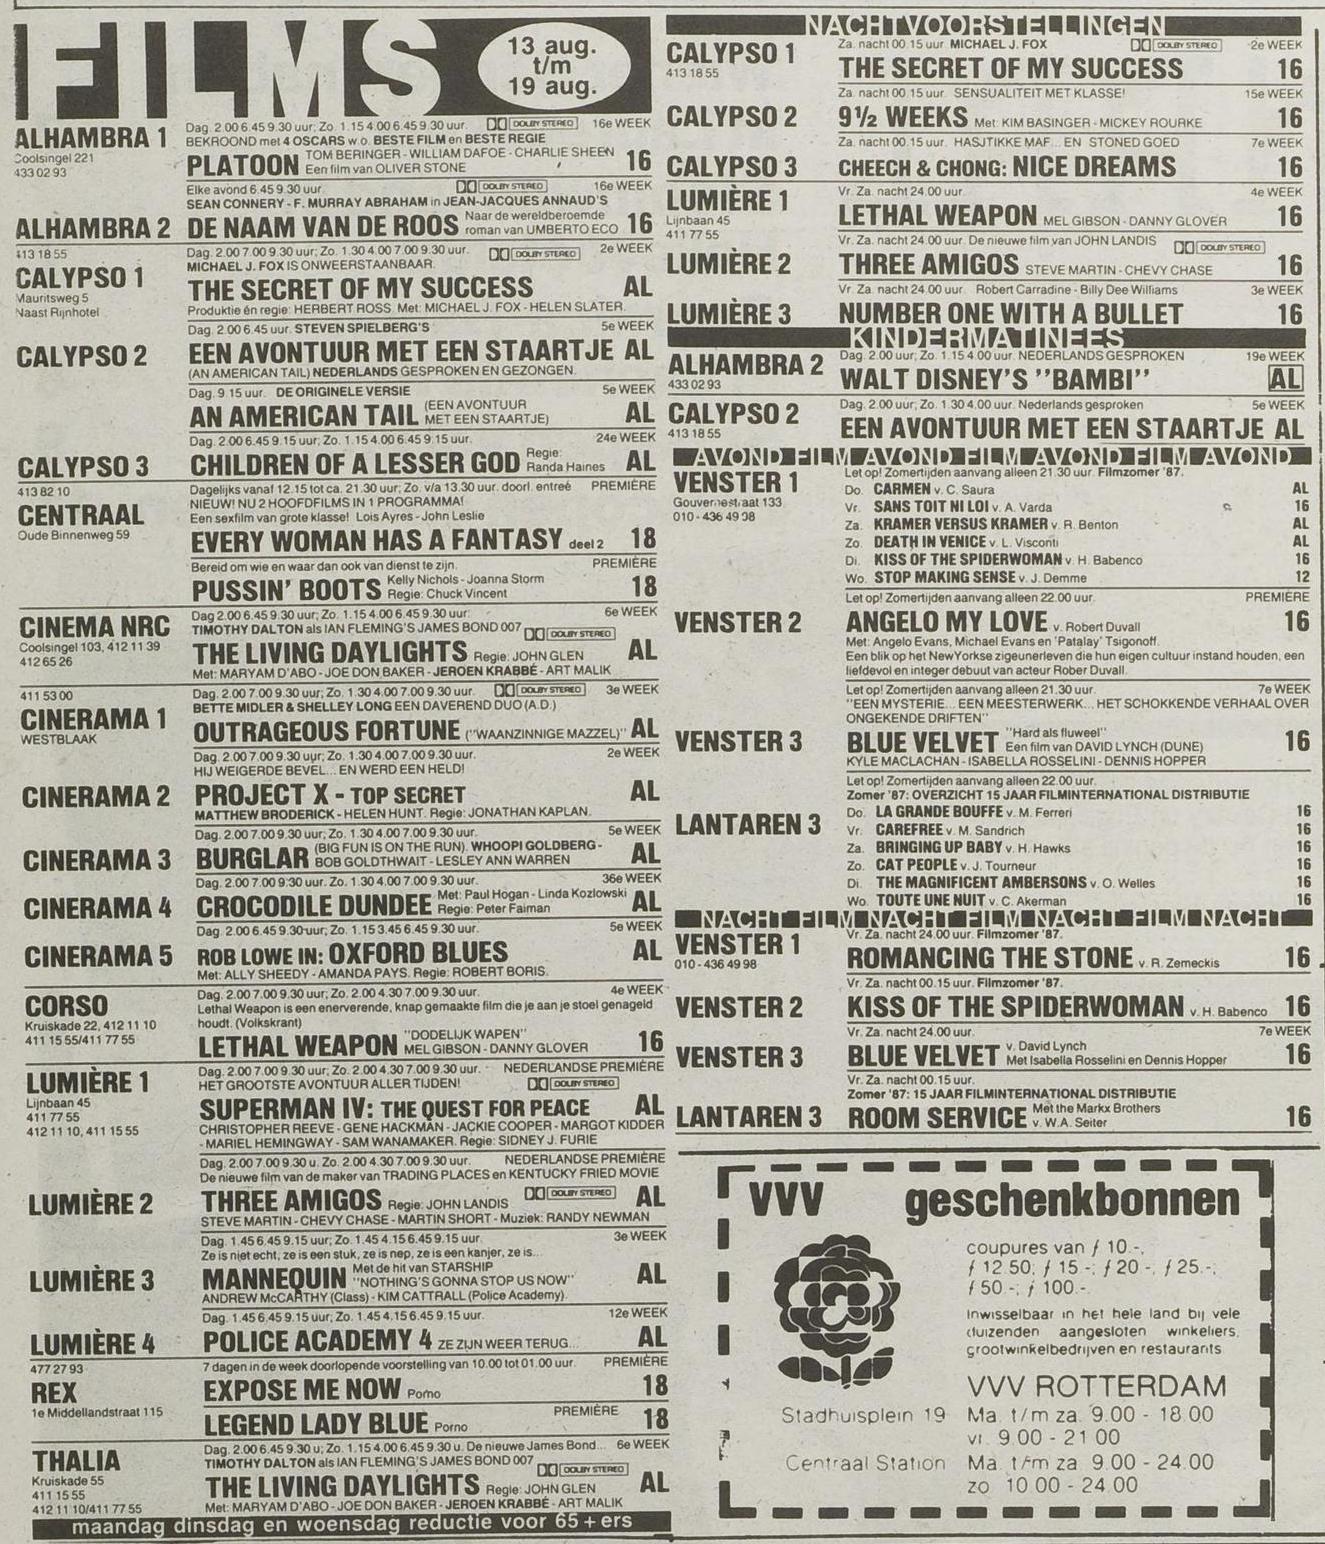 FILMS
13 aug.
t/m
19 aug.
ALHAMBRA 1
Coolsingel 221
433 02 93
Dag. 2.00 6.45 9.30 uur; Zo. 1.15 4.00 6.45 9.30 uur. DOLBY STEREO 16e WEEK
BEKROOND met 4 OSCARS w.o. BESTE FILM en BESTE REGIE
PLATOON TOM BERINGER - WILLIAM DAFOE - CHARLIE SHEEN 16
Een film van OLIVER STONE
Elke avond 6.45 9.30 uur. DOLBY STEREO 16e WEEK
SEAN CONNERY - F. MURRAY ABRAHAM in JEAN-JACQUES ANNAUD'S
ALHAMBRA 2 DE NAAM VAN DE ROOS Naar de wereldberoemde roman van UMBERTO ECO 16
413 18 55
CALYPSO 1
Mauritsweg 5
Naast Rijnhotel
Dag. 2.00 7.00 9.30 uur; Zo. 1.30 4.00 7.00 9.30 uur. DOLBY STEREO 2e WEEK
MICHAEL J. FOX IS ONWEERSTAANBAAR.
THE SECRET OF MY SUCCESS AL
Produktie én regie: HERBERT ROSS. Met: MICHAEL J. FOX - HELEN SLATER.
Dag. 2.00 6.45 uur. STEVEN SPIELBERG'S 5e WEEK
CALYPSO 2 EEN AVONTUUR MET EEN STAARTJE AL
(AN AMERICAN TAIL) NEDERLANDS GESPROKEN EN GEZONGEN.
Dag. 9.15 uur. DE ORIGINELE VERSIE 5e WEEK
AN AMERICAN TAIL (EEN AVONTUUR MET EEN STAARTJE) AL
Dag. 2.00 6.45 9.15 uur; Zo. 1.15 4.00 6.45 9.15 uur. 24e WEEK
CALYPSO 3 CHILDREN OF A LESSER GOD Regie: Randa Haines AL
413 82 10
CENTRAAL
Oude Binnenweg 59
Dagelijks vanaf 12.15 tot ca. 21.30 uur; Zo. v/a 13.30 uur. doorl. entreé PREMIÈRE
NIEUW! NU 2 HOOFDFILMS IN 1 PROGRAMMA!
Een sexfilm van grote klasse! Lois Ayres - John Leslie
EVERY WOMAN HAS A FANTASY deel 2 18
Bereid om wie en waar dan ook van dienst te zijn. PREMIÈRE
PUSSIN' BOOTS Kelly Nichols - Joanna Storm 18
Regie: Chuck Vincent
CINEMA NRC
Coolsingel 103, 412 11 39
412 65 26
Dag 2.00 6.45 9.30 uur; Zo. 1.15 4.00 6.45 9.30 uur. 6e WEEK
TIMOTHY DALTON als IAN FLEMING'S JAMES BOND 007 DOLBY STEREO
THE LIVING DAYLIGHTS Regie: JOHN GLEN AL
Met: MARYAM D'ABO - JOE DON BAKER - JEROEN KRABBÉ - ART MALIK
411 53 00
CINERAMA 1
WESTBLAAK
Dag. 2.00 7.00 9.30 uur; Zo. 1.30 4.00 7.00 9.30 uur. DOLBY STEREO 3e WEEK
BETTE MIDLER & SHELLEY LONG EEN DAVEREND DUO (A.D.)
OUTRAGEOUS FORTUNE ("WAANZINNIGE MAZZEL)" AL
Dag. 2.00 7.00 9.30 uur; Zo. 1.30 4.00 7.00 9.30 uur. 2e WEEK
HIJ WEIGERDE BEVEL... EN WERD EEN HELD!
CINERAMA 2 PROJECT X - TOP SECRET AL
MATTHEW BRODERICK - HELEN HUNT. Regie: JONATHAN KAPLAN.
Dag. 2.00 7.00 9.30 uur; Zo. 1.30 4.00 7.00 9.30 uur. 5e WEEK
CINERAMA 3 BURGLAR (BIG FUN IS ON THE RUN). WHOOPI GOLDBERG - AL
BOB GOLDTHWAIT - LESLEY ANN WARREN
Dag. 2.00 7.00 9.30 uur. Zo. 1.30 4.00 7.00 9.30 uur. 36e WEEK
CINERAMA 4 CROCODILE DUNDEE Met: Paul Hogan - Linda Kozlowski AL
Regie: Peter Faiman
Dag. 2.00 6.45 9.30 uur; Zo. 1.15 3.45 6.45 9.30 uur. 5e WEEK
CINERAMA 5 ROB LOWE IN: OXFORD BLUES AL
Met: ALLY SHEEDY - AMANDA PAYS. Regie: ROBERT BORIS.
CORSO
Kruiskade 22, 412 11 10
411 15 55/411 77 55
Dag. 2.00 7.00 9.30 uur; Zo. 2.00 4.30 7.00 9.30 uur. 4e WEEK
Lethal Weapon is een enerverende, knap gemaakte film die je aan je stoel genageld
houdt. (Volkskrant)
LETHAL WEAPON "DODELIJK WAPEN" 16
MEL GIBSON - DANNY GLOVER
LUMIÈRE 1
Lijnbaan 45
411 77 55
412 11 10, 411 15 55
Dag. 2.00 7.00 9.30 uur; Zo. 2.00 4.30 7.00 9.30 uur. NEDERLANDSE PREMIÈRE
HET GROOTSTE AVONTUUR ALLER TIJDEN! DOLBY STEREO
SUPERMAN IV: THE QUEST FOR PEACE AL
CHRISTOPHER REEVE - GENE HACKMAN - JACKIE COOPER - MARGOT KIDDER
- MARIEL HEMINGWAY - SAM WANAMAKER. Regie: SIDNEY J. FURIE
Dag. 2.00 7.00 9.30 u. Zo. 2.00 4.30 7.00 9.30 uur. NEDERLANDSE PREMIÈRE
De nieuwe film van de maker van TRADING PLACES en KENTUCKY FRIED MOVIE
LUMIÈRE 2 THREE AMIGOS Regie: JOHN LANDIS DOLBY STEREO AL
STEVE MARTIN - CHEVY CHASE - MARTIN SHORT - Muziek: RANDY NEWMAN
Dag. 1.45 6.45 9.15 uur; Zo. 1.45 4.15 6.45 9.15 uur. 3e WEEK
Ze is niet echt, ze is een stuk, ze is nep, ze is een kanjer, ze is...
LUMIÈRE 3 MANNEQUIN Met de hit van STARSHIP AL
"NOTHING'S GONNA STOP US NOW"
ANDREW McCARTHY (Class) - KIM CATTRALL (Police Academy).
Dag. 1.45 6.45 9.15 uur; Zo. 1.45 4.15 6.45 9.15 uur. 12e WEEK
LUMIÈRE 4 POLICE ACADEMY 4 ZE ZIJN WEER TERUG... AL
477 27 93
REX
1e Middellandstraat 115
7 dagen in de week doorlopende voorstelling van 10.00 tot 01.00 uur. PREMIÈRE
EXPOSE ME NOW Porno 18
PREMIÈRE
LEGEND LADY BLUE Porno 18
THALIA
Kruiskade 55
411 15 55
412 11 10/411 77 55
Dag. 2.00 6.45 9.30 u; Zo. 1.15 4.00 6.45 9.30 u. De nieuwe James Bond... 6e WEEK
TIMOTHY DALTON als IAN FLEMING'S JAMES BOND 007 DOLBY STEREO
THE LIVING DAYLIGHTS Regie: JOHN GLEN AL
Met: MARYAM D'ABO - JOE DON BAKER - JEROEN KRABBÉ - ART MALIK
maandag dinsdag en woensdag reductie voor 65 + ers
NACHTVOORSTELLINGEN
Za. nacht 00.15 uur. MICHAEL J. FOX DOLBY STEREO 2e WEEK
CALYPSO 1 THE SECRET OF MY SUCCESS 16
413 18 55
Za. nacht 00.15 uur. SENSUALITEIT MET KLASSE! 15e WEEK
CALYPSO 2 9½ WEEKS Met: KIM BASINGER - MICKEY ROURKE 16
Za. nacht 00.15 uur. HASJTIKKE MAF... EN STONED GOED 7e WEEK
CALYPSO 3 CHEECH & CHONG: NICE DREAMS 16
Vr. Za. nacht 24.00 uur. 4e WEEK
LUMIÈRE 1 LETHAL WEAPON MEL GIBSON - DANNY GLOVER 16
Lijnbaan 45
411 77 55
Vr. Za. nacht 24.00 uur. De nieuwe film van JOHN LANDIS DOLBY STEREO
LUMIÈRE 2 THREE AMIGOS STEVE MARTIN - CHEVY CHASE 16
Vr. Za. nacht 24.00 uur. Robert Carradine - Billy Dee Williams 3e WEEK
LUMIÈRE 3 NUMBER ONE WITH A BULLET 16
KINDERMATINEES
Dag. 2.00 uur; Zo. 1.15 4.00 uur. NEDERLANDS GESPROKEN 19e WEEK
ALHAMBRA 2 WALT DISNEY'S "BAMBI" AL
433 02 93
Dag. 2.00 uur; Zo. 1.30 4.00 uur. Nederlands gesproken 5e WEEK
CALYPSO 2 EEN AVONTUUR MET EEN STAARTJE AL
413 18 55
AVOND FILM AVOND FILM AVOND FILM AVOND FILM AVOND
VENSTER 1
Gouvernestraat 133
010 - 436 49 98
Let op! Zomertijden aanvang alleen 21.30 uur. Filmzomer '87.
Do. CARMEN v. C. Saura AL
Vr. SANS TOIT NI LOI v. A. Varda 16
Za. KRAMER VERSUS KRAMER v. R. Benton AL
Zo. DEATH IN VENICE v. L. Visconti AL
Di. KISS OF THE SPIDERWOMAN v. H. Babenco 16
Wo. STOP MAKING SENSE v. J. Demme 12
Let op! Zomertijden aanvang alleen 22.00 uur. PREMIÈRE
VENSTER 2 ANGELO MY LOVE v. Robert Duvall 16
Met: Angelo Evans, Michael Evans en 'Patalay' Tsigonoff.
Een blik op het NewYorkse zigeunerleven die hun eigen cultuur instand houden, een
liefdevol en integer debuut van acteur Rober Duvall.
Let op! Zomertijden aanvang alleen 21.30 uur. 7e WEEK
"EEN MYSTERIE... EEN MEESTERWERK... HET SCHOKKENDE VERHAAL OVER
ONGEKENDE DRIFTEN"
VENSTER 3 BLUE VELVET "Hard als fluweel" 16
Een film van DAVID LYNCH (DUNE)
KYLE MACLACHAN - ISABELLA ROSSELINI - DENNIS HOPPER
Let op! Zomertijden aanvang alleen 22.00 uur.
Zomer '87: OVERZICHT 15 JAAR FILMINTERNATIONAL DISTRIBUTIE
LANTAREN 3
Do. LA GRANDE BOUFFE v. M. Ferreri 16
Vr. CAREFREE v. M. Sandrich 16
Za. BRINGING UP BABY v. H. Hawks 16
Zo. CAT PEOPLE v. J. Tourneur 16
Di. THE MAGNIFICENT AMBERSONS v. O. Welles 16
Wo. TOUTE UNE NUIT v. C. Akerman 16
NACHT FILM NACHT FILM NACHT FILM NACHT
Vr. Za. nacht 24.00 uur. Filmzomer '87.
VENSTER 1 ROMANCING THE STONE v. R. Zemeckis 16
010 - 436 49 98
Vr. Za. nacht 00.15 uur. Filmzomer '87.
VENSTER 2 KISS OF THE SPIDERWOMAN v. H. Babenco 16
Vr. Za. nacht 24.00 uur. 7e WEEK
VENSTER 3 BLUE VELVET v. David Lynch 16
Met Isabella Rosselini en Dennis Hopper
Vr. Za. nacht 00.15 uur.
Zomer '87: 15 JAAR FILMINTERNATIONAL DISTRIBUTIE
LANTAREN 3 ROOM SERVICE Met the Markx Brothers 16
v. W.A. Seiter
VVV geschenkbonnen
coupures van ƒ 10.-,
ƒ 12.50; ƒ 15.-; ƒ 20.-, ƒ 25.-;
ƒ 50.-; ƒ 100.-.
Inwisselbaar in het hele land bij vele
duizenden aangesloten winkeliers,
grootwinkelbedrijven en restaurants
VVV ROTTERDAM
Stadhuisplein 19 Ma. t/m za. 9.00 - 18.00
vr. 9.00 - 21.00
Centraal Station Ma. t/m za. 9.00 - 24.00
zo. 10.00 - 24.00